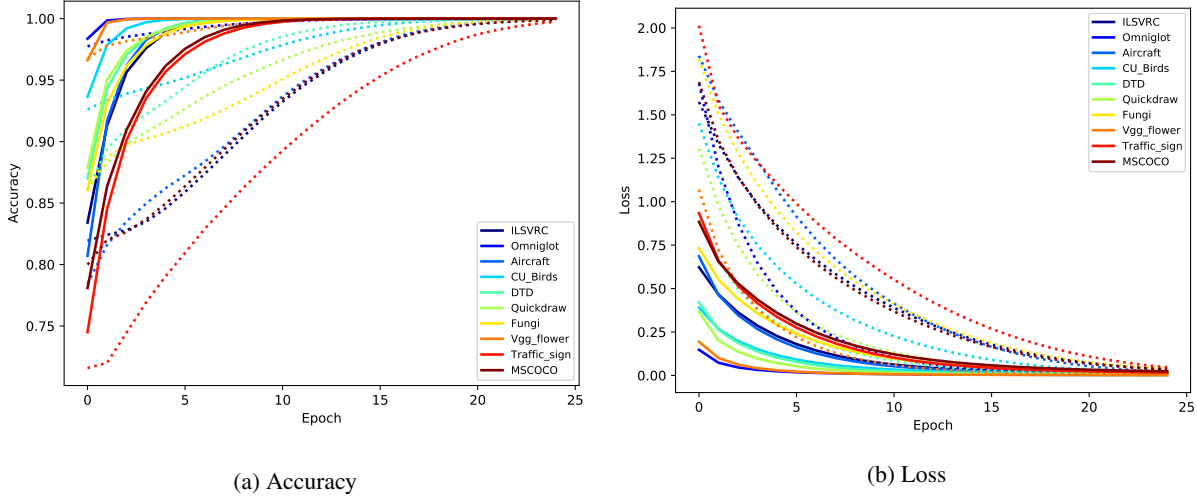 1.00
0.95
0.90
0.85
0.80
0.75
Accuracy
0
5
10
15
20
25
Epoch
ILSVRC
Omniglot
Aircraft
CU_Birds
DTD
Quickdraw
Fungi
Vgg_flower
Traffic_sign
MSCOCO
(a) Accuracy
2.00
1.75
1.50
1.25
1.00
0.75
0.50
0.25
0.00
Loss
0
5
10
15
20
25
Epoch
ILSVRC
Omniglot
Aircraft
CU_Birds
DTD
Quickdraw
Fungi
Vgg_flower
Traffic_sign
MSCOCO
(b) Loss